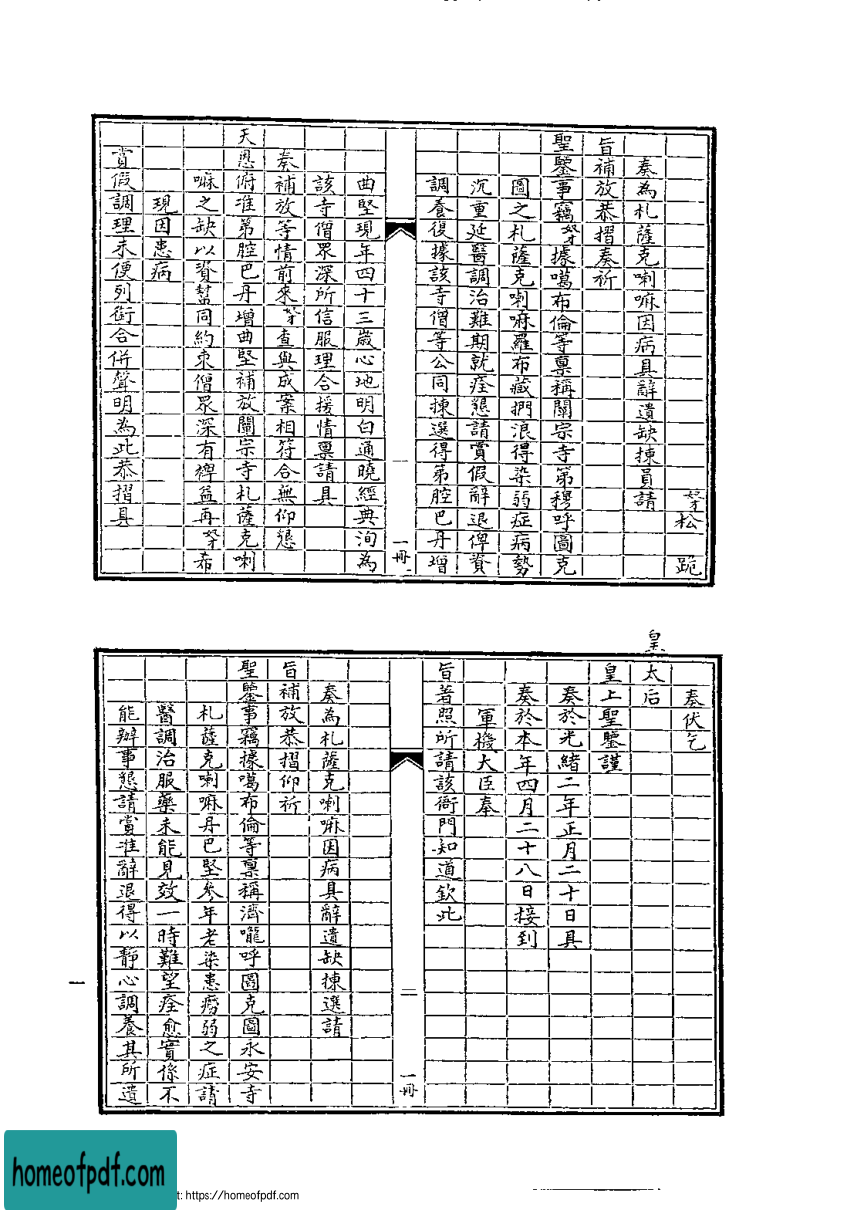 奴才松　跪
奏為札薩克喇嘛因病具辭遺缺揀員請
旨補放恭摺奏祈
聖鑒事竊奴才據噶布倫等稟稱闡宗寺第穆呼圖克
圖之札薩克喇嘛羅布藏捫浪得染弱症病勢
沉重延醫調治難期就痊懇請賞假辭退俾資
調養復據該寺僧等公同揀選得第腔巴丹增
一
一冊
曲堅現年四十三歲心地明白通曉經典洵為
該寺僧眾深所信服理合援情稟請具
奏補放等情前來奴才查與成案相符合無仰懇
天恩俯准第腔巴丹增曲堅補放闡宗寺札薩克喇
嘛之缺以資幫同約束僧眾深有裨益再奴才希
現因患病
賞假調理未便列銜合併聲明為此恭摺具
奏伏乞
皇太后
皇上聖鑒謹
奏於光緒二年正月二十日具
奏於本年四月二十八日接到
軍機大臣奉
旨著照所請該衙門知道欽此
二
一冊
奏為札薩克喇嘛因病具辭遺缺揀選請
旨補放恭摺仰祈
聖鑒事竊據噶布倫等稟稱濟嚨呼圖克圖永安寺
札薩克喇嘛丹巴堅參年老染患癆弱之症請
醫調治服藥未能見效一時難望痊愈實係不
能辦事懇請賞准辭退得以靜心調養其所遺
一
homeofpdf.com
t: https://homeofpdf.com